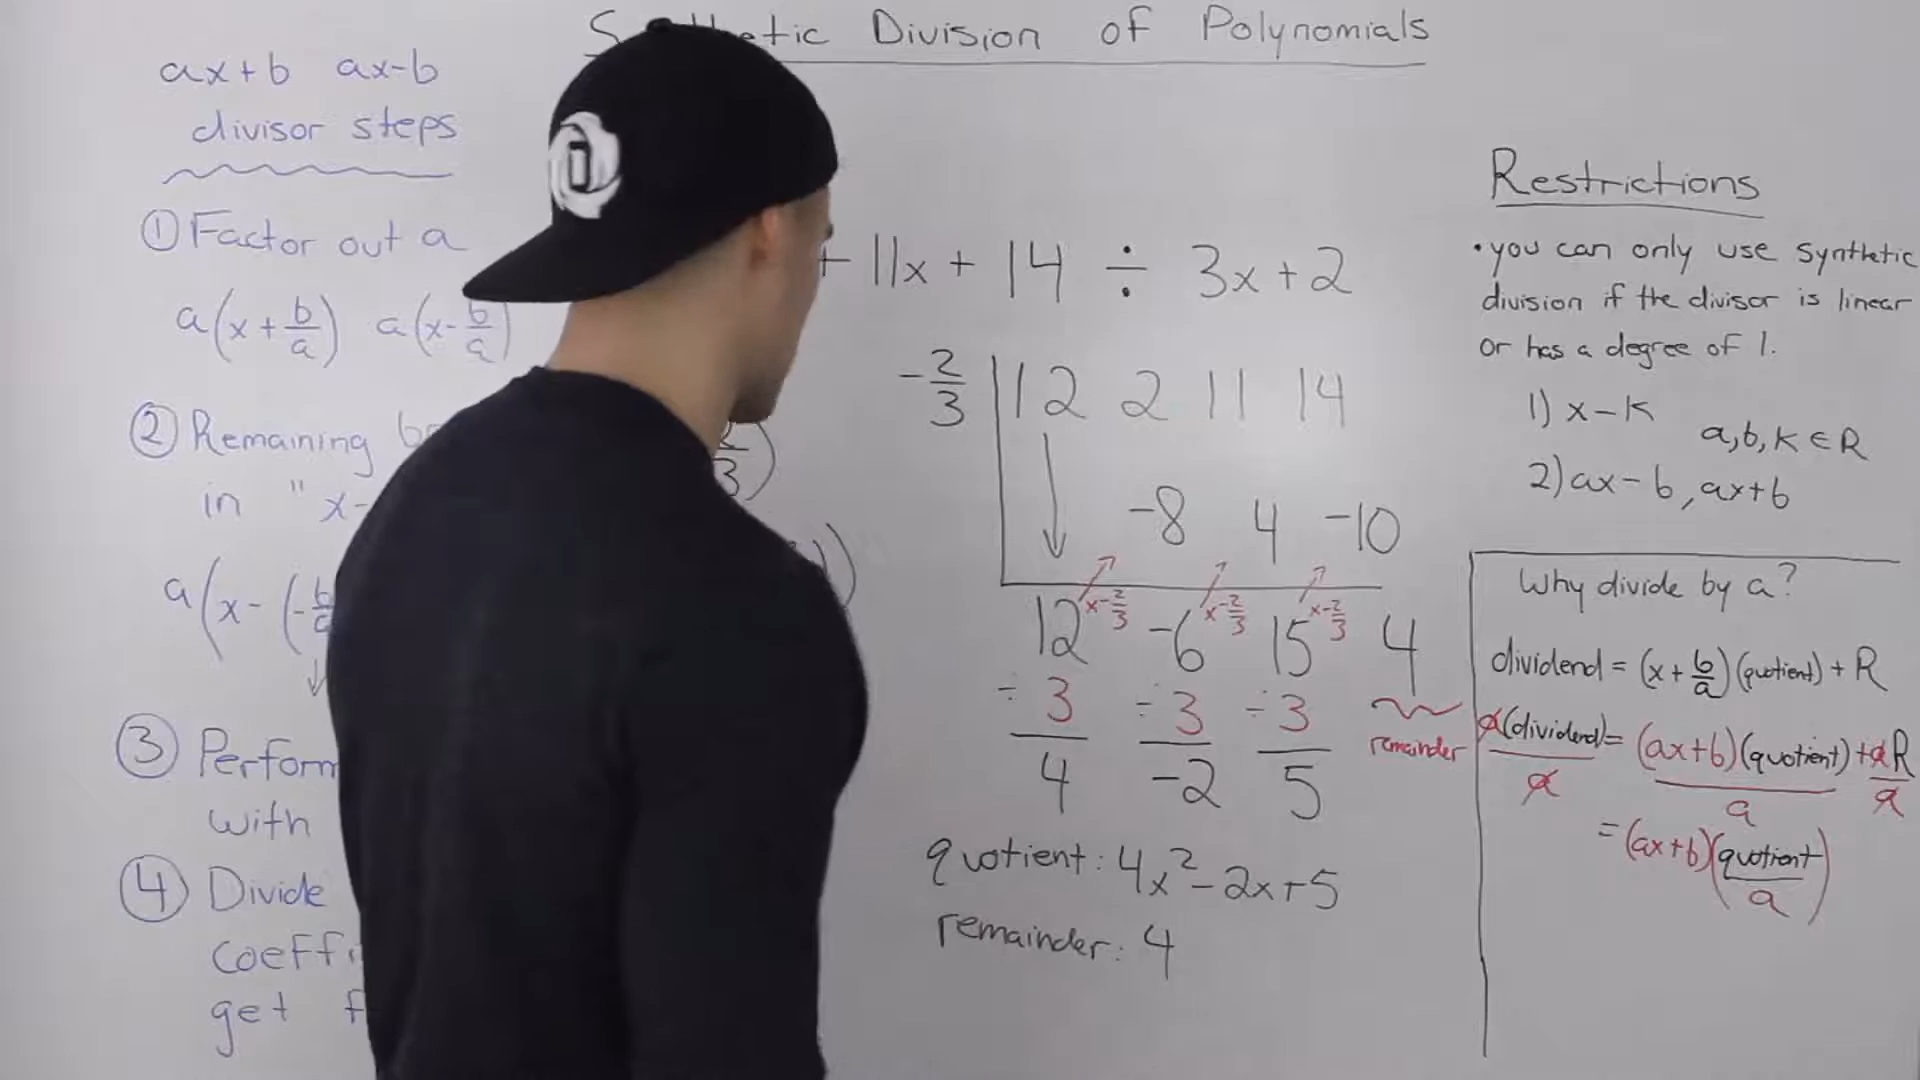 Synthetic Division of Polynomials
ax+b ax-b
divisor steps
① Factor out a
a(x+b/a) a(x-b/a)
② Remaining
in "x-
a(x-(-b/a
③ Perform
with
④ Divide
coeffi
get f
+ 11x + 14 ÷ 3x+2
-2/3 | 12 2 11 14
-8 4 -10
x-2/3 x-2/3 x-2/3
12 -6 15 4
÷3 ÷3 ÷3 remainder
4 -2 5
quotient: 4x²-2x+5
remainder: 4
Restrictions
•you can only use synthetic
division if the divisor is linear
or has a degree of 1.
1) x-K
a,b,K ∈ R
2) ax-b, ax+b
Why divide by a?
dividend = (x+b/a)(quotient) + R
a(dividend)/a = (ax+b)(quotient)/a + aR/a
= (ax+b)(quotient/a)